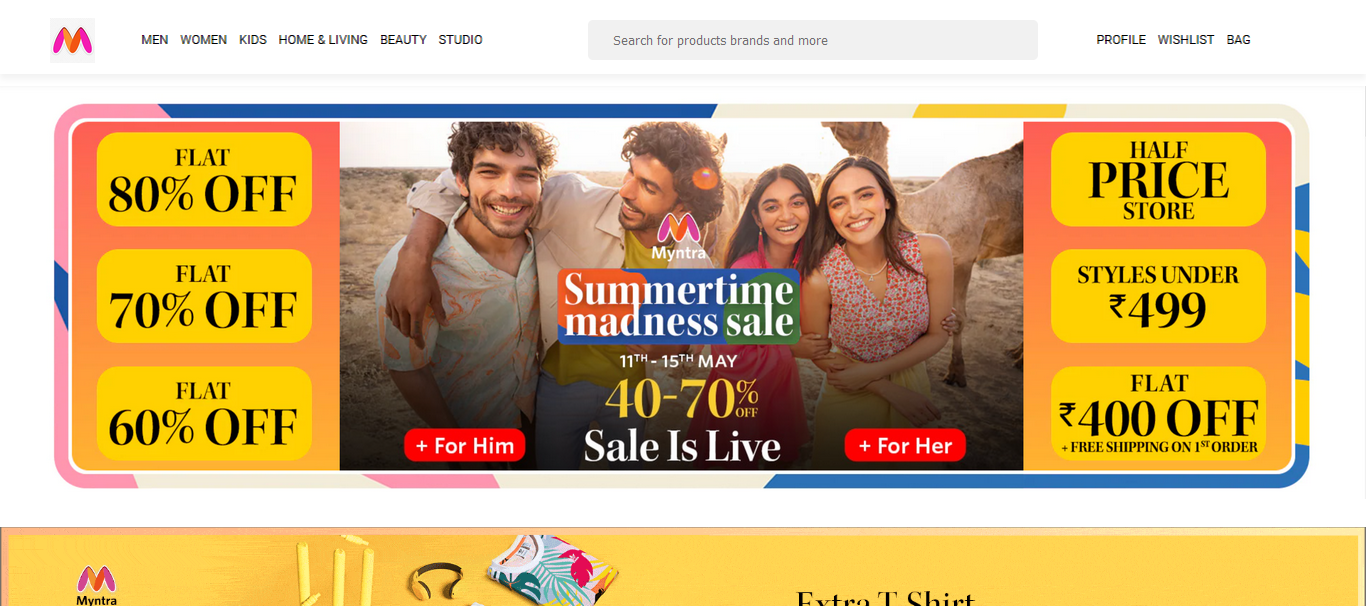 MEN WOMEN KIDS HOME & LIVING BEAUTY STUDIO
Search for products brands and more
PROFILE WISHLIST BAG
FLAT
80% OFF
FLAT
70% OFF
FLAT
60% OFF
Myntra
Summertime
madness sale
11TH - 15TH MAY
40-70% OFF
Sale Is Live
+ For Him
+ For Her
HALF
PRICE
STORE
STYLES UNDER
₹499
FLAT
₹400 OFF
+ FREE SHIPPING ON 1ST ORDER
Myntra
Extra T-Shirt